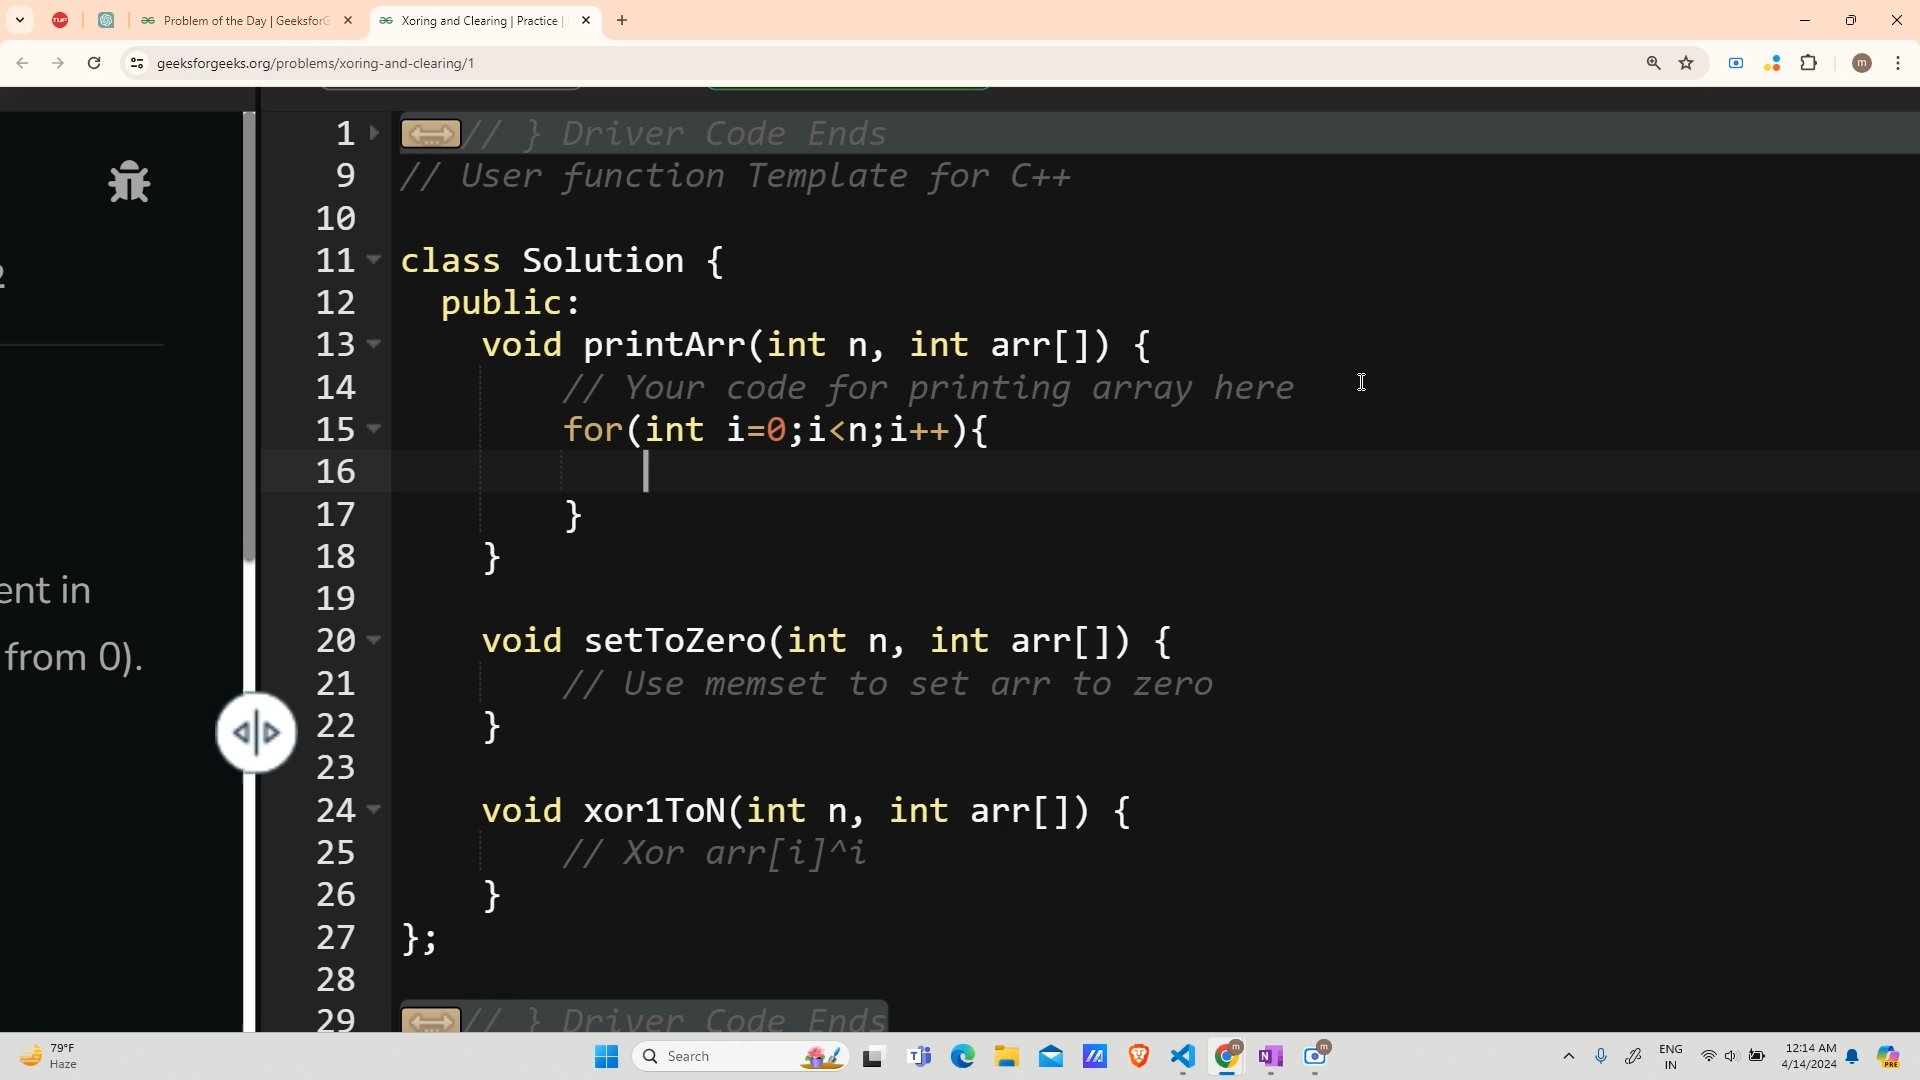 Problem of the Day | GeeksforG
Xoring and Clearing | Practice |
geeksforgeeks.org/problems/xoring-and-clearing/1
m
1 // } Driver Code Ends
9 // User function Template for C++
10
11 class Solution {
12 public:
13 void printArr(int n, int arr[]) {
14 // Your code for printing array here
15 for(int i=0;i<n;i++){
16
17 }
18 }
19
20 void setToZero(int n, int arr[]) {
21 // Use memset to set arr to zero
22 }
23
24 void xor1ToN(int n, int arr[]) {
25 // Xor arr[i]^i
26 }
27 };
28
29 // } Driver Code Ends
2
ent in
from 0).
79°F
Haze
Search
ENG
IN
12:14 AM
4/14/2024